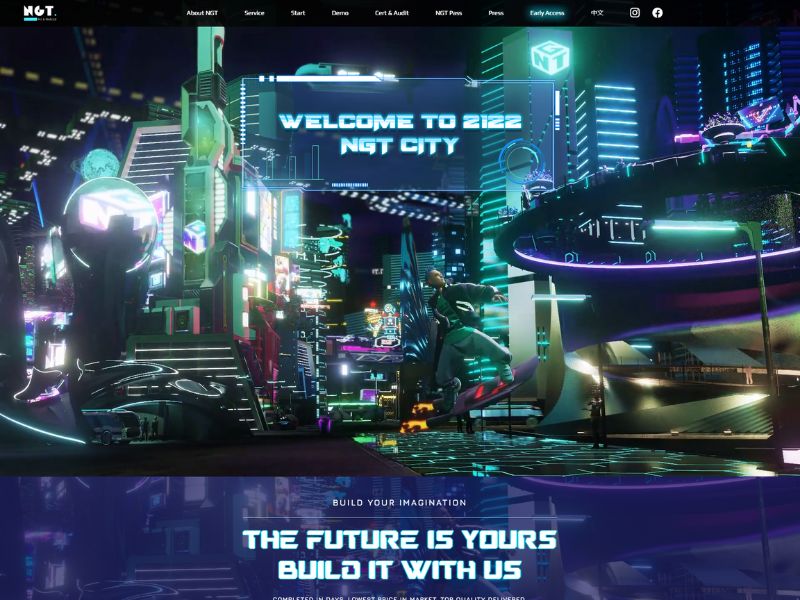 NGT.
About NGT
Service
Start
Demo
Cert & Audit
NGT Pass
Press
Early Access
中文
WELCOME TO 2122
NGT CITY
BUILD YOUR IMAGINATION
THE FUTURE IS YOURS
BUILD IT WITH US
COMPLETED IN DAYS, LOWEST PRICE IN MARKET, TOP QUALITY DELIVERED